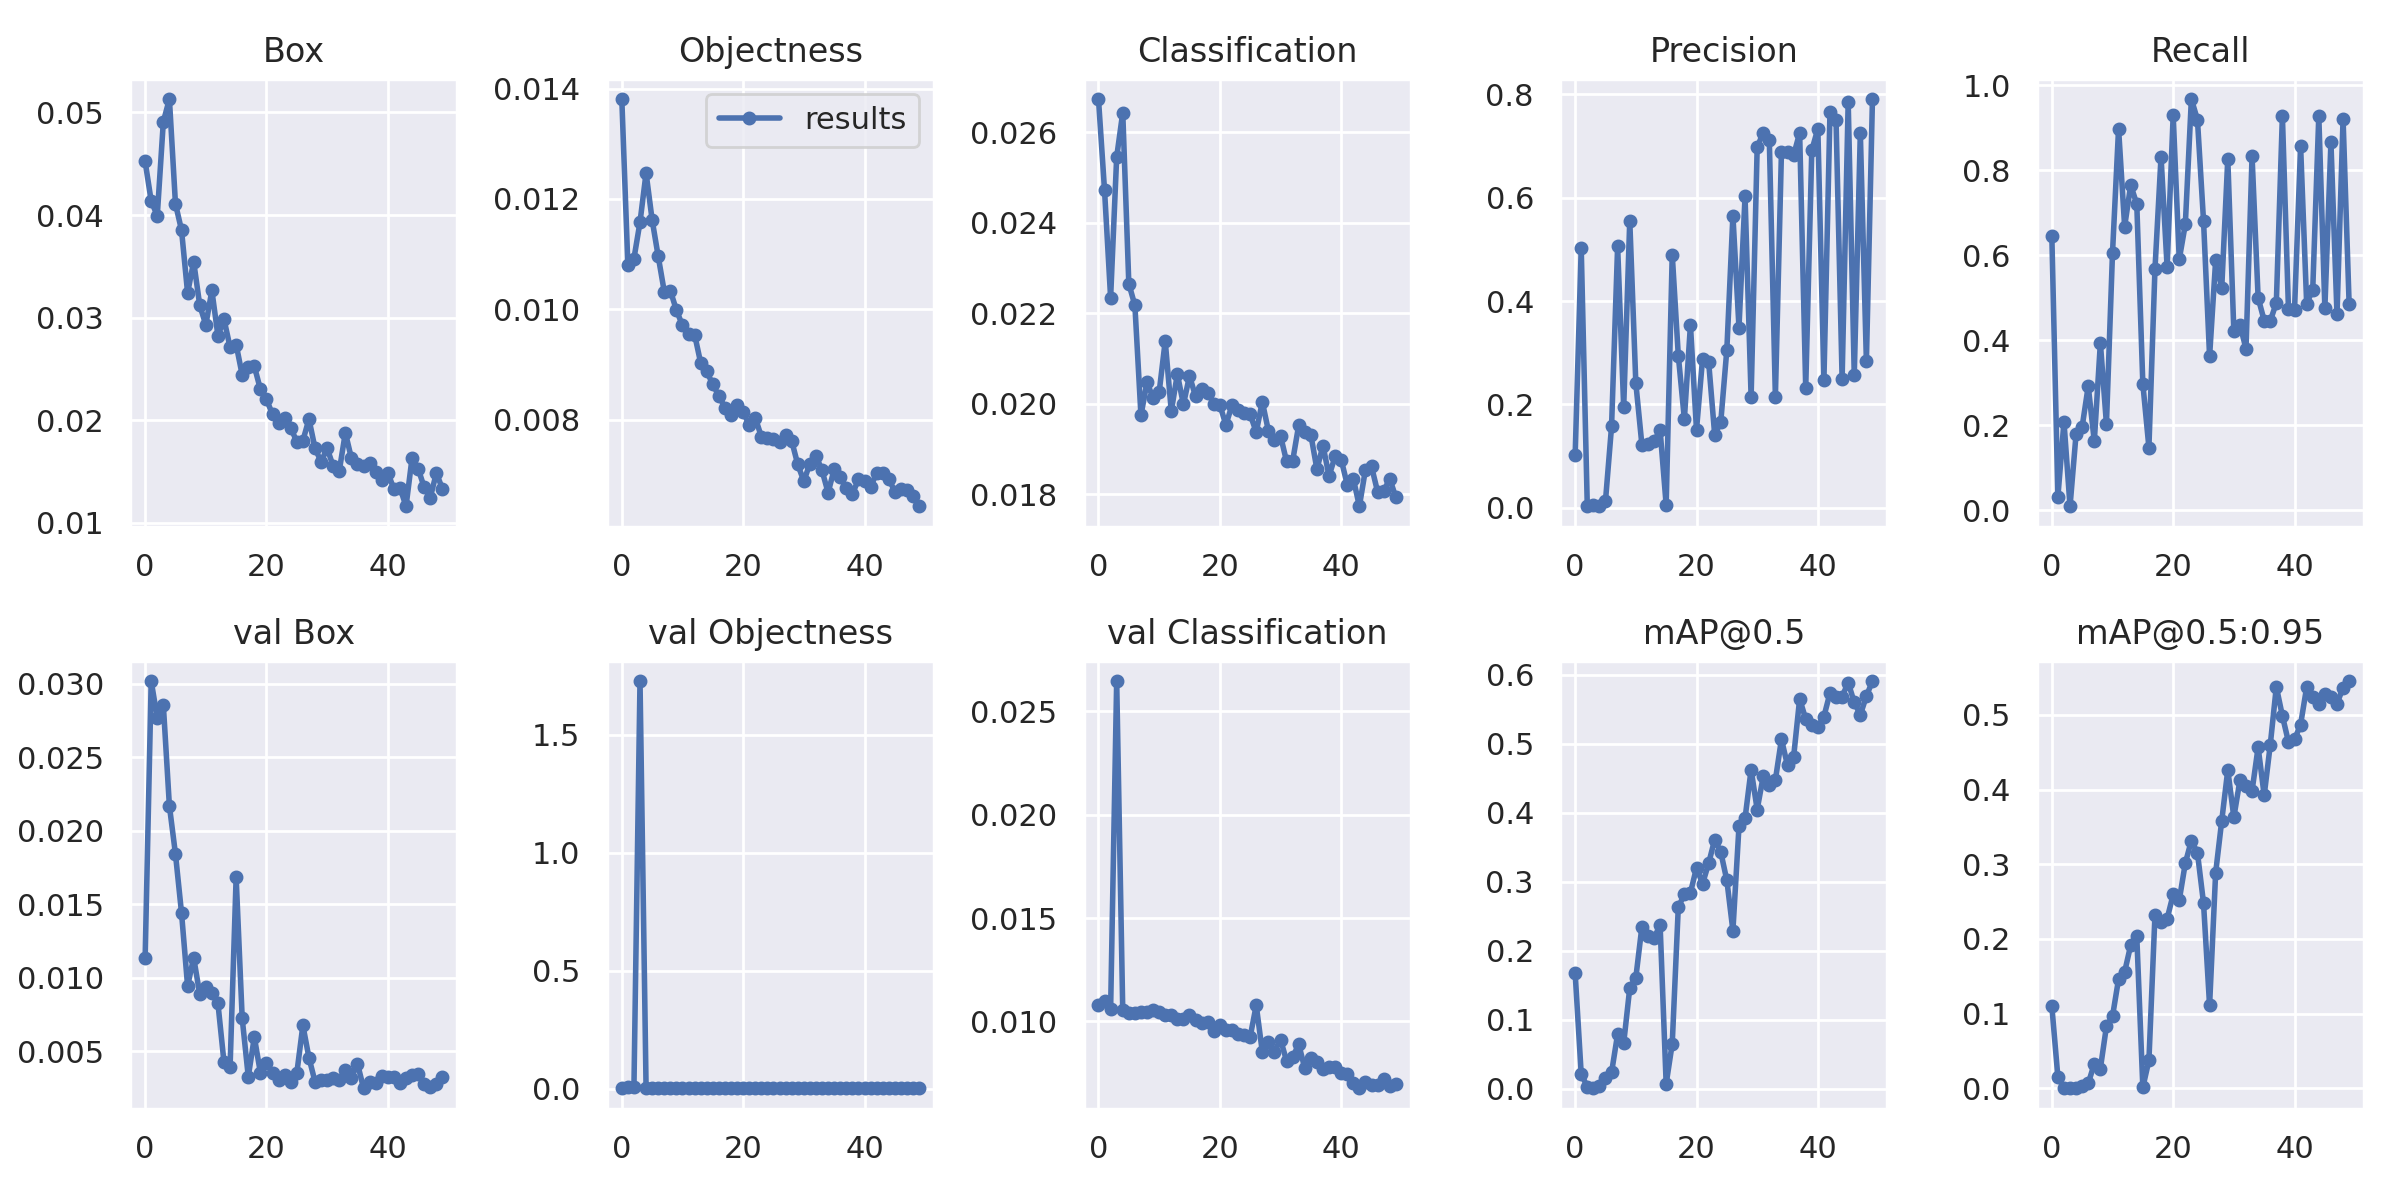 Box
Objectness
Classification
Precision
Recall
0.05
0.04
0.03
0.02
0.01
0 20 40
0.014
0.012
0.010
0.008
results
0 20 40
0.026
0.024
0.022
0.020
0.018
0 20 40
0.8
0.6
0.4
0.2
0.0
0 20 40
1.0
0.8
0.6
0.4
0.2
0.0
0 20 40
val Box
val Objectness
val Classification
mAP@0.5
mAP@0.5:0.95
0.030
0.025
0.020
0.015
0.010
0.005
0 20 40
1.5
1.0
0.5
0.0
0 20 40
0.025
0.020
0.015
0.010
0 20 40
0.6
0.5
0.4
0.3
0.2
0.1
0.0
0 20 40
0.5
0.4
0.3
0.2
0.1
0.0
0 20 40